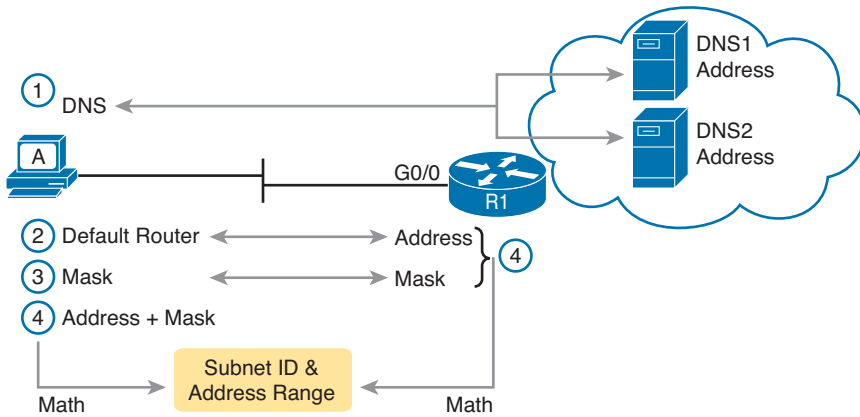 DNS1
Address
1
DNS
DNS2
Address
A
G0/0
R1
2 Default Router
Address
4
3 Mask
Mask
4 Address + Mask
Subnet ID &
Address Range
Math
Math